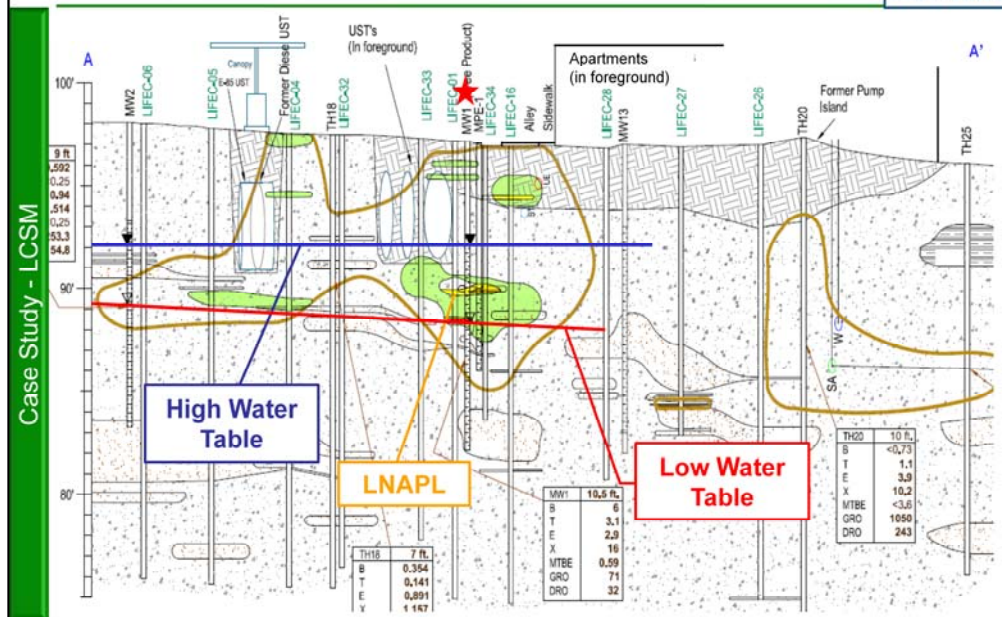 Case Study - LCSM
A
A'
UST's
(in foreground)
Apartments
(in foreground)
Former Pump
Island
Canopy
E-85 UST
Former Diese UST
100'
90'
80'
MW2
LIFEC-06
LIFEC-05
LIFEC-04
TH18
LIFEC-32
LIFEC-33
LIFEC-01
MW1
MPE-1
LIFEC-34
LIFEC-16
Alley
Sidewalk
LIFEC-28
MW13
LIFEC-27
LIFEC-26
TH20
TH25
9 ft
.592
0.25
.94
.514
0.25
53.3
54.8
W
SA
High Water
Table
LNAPL
Low Water
Table
TH18 7 ft.
B 0.354
T 0.141
E 0.891
X 1.157
MW1 10.5 ft.
B 6
T 3.1
E 2.9
X 16
MTBE 0.59
GRO 71
DRO 32
TH20 10 ft.
B <0.73
T 1.1
E 3.9
X 10.2
MTBE <3.6
GRO 1050
DRO 243